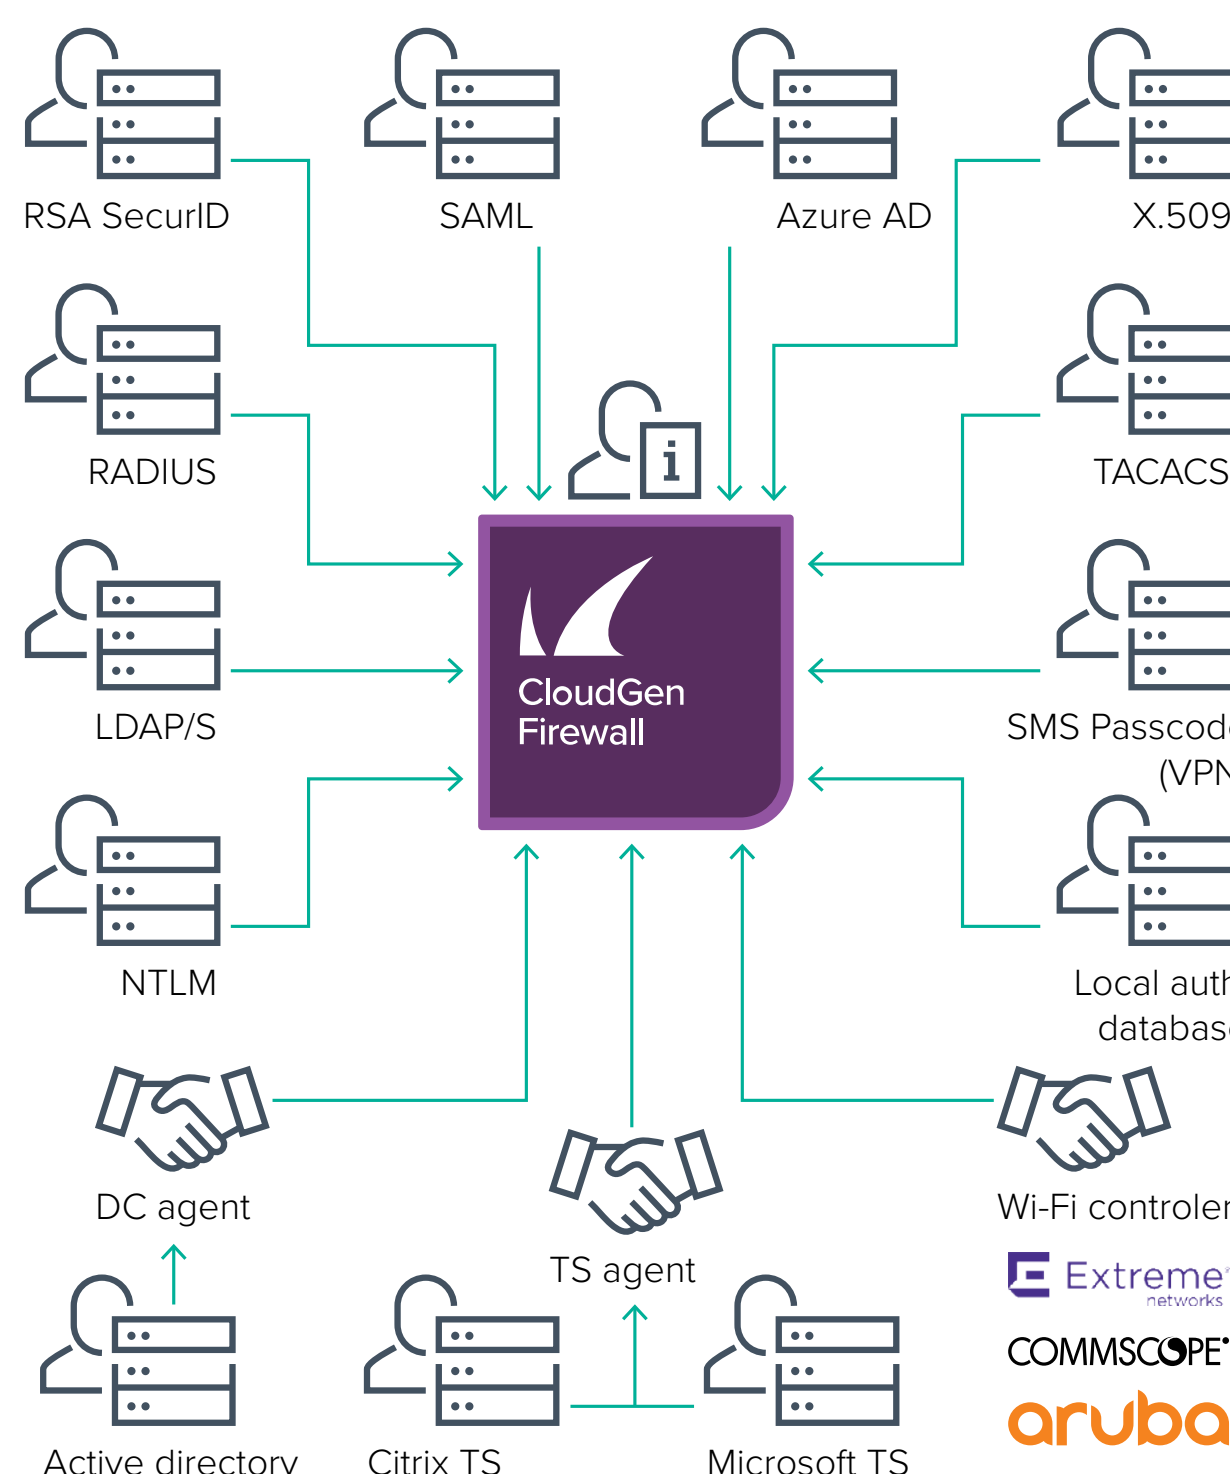 RSA SecurID
SAML
Azure AD
X.509
RADIUS
i
TACACS
LDAP/S
CloudGen
Firewall
SMS Passcod
(VPN
NTLM
Local auth
databas
DC agent
TS agent
Wi-Fi controler
Extreme
networks
COMMSCOPE
aruba
Active directory
Citrix TS
Microsoft TS